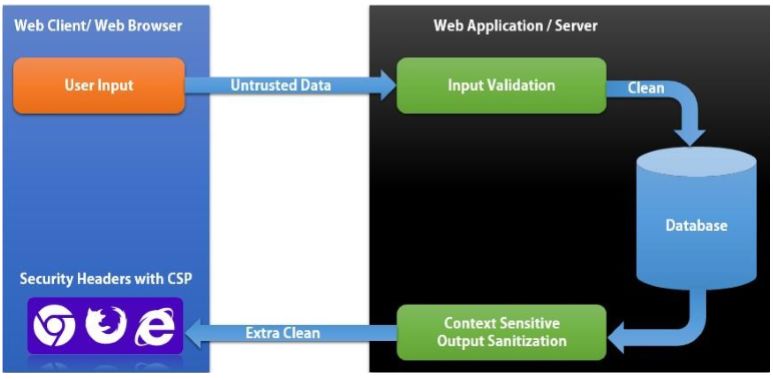 Web Client/ Web Browser
Web Application / Server
User Input
Untrusted Data
Input Validation
Clean
Database
Security Headers with CSP
Extra Clean
Context Sensitive
Output Sanitization